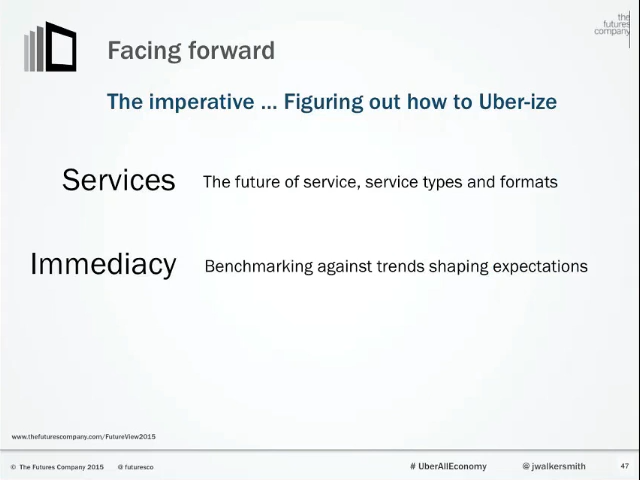 the
futures
company
Facing forward
The imperative ... Figuring out how to Uber-ize
Services The future of service, service types and formats
Immediacy Benchmarking against trends shaping expectations
www.thefuturescompany.com/FutureView2015
© The Futures Company 2015 @ futuresco # UberAllEconomy @ jwalkersmith 47